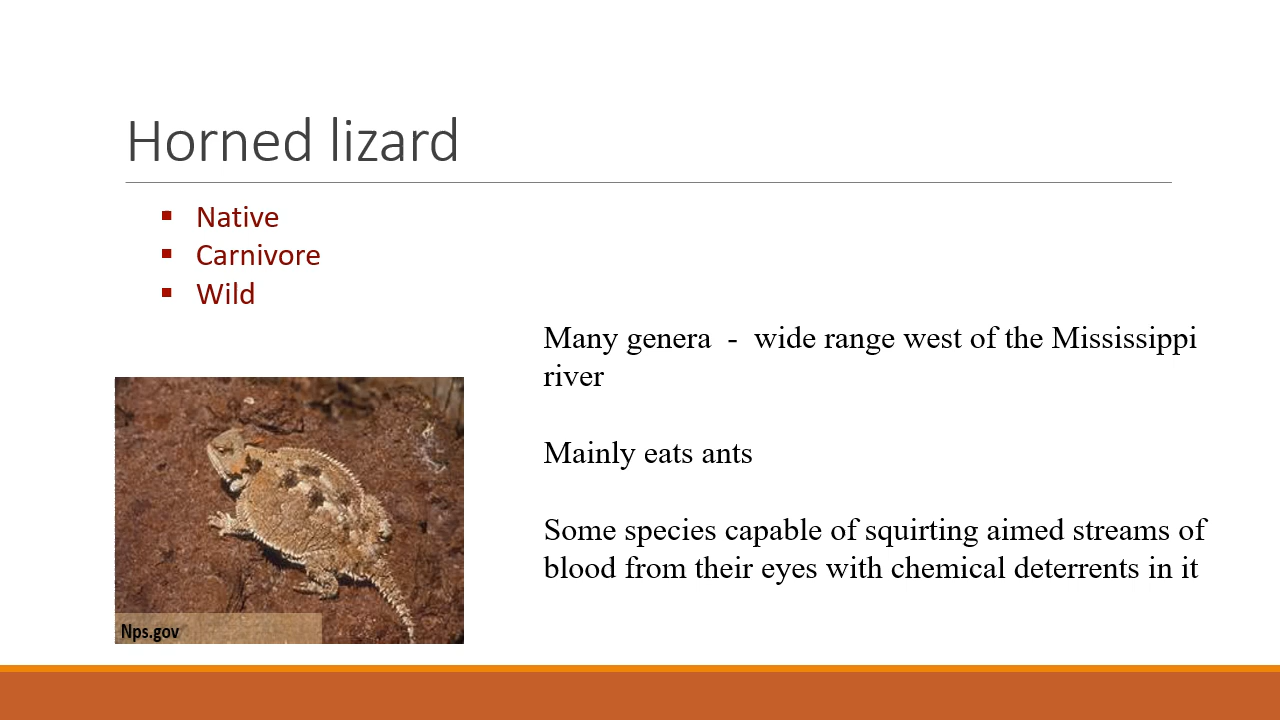 Horned lizard
Native
Carnivore
Wild
Many genera - wide range west of the Mississippi
river
Mainly eats ants
Some species capable of squirting aimed streams of
blood from their eyes with chemical deterrents in it
Nps.gov